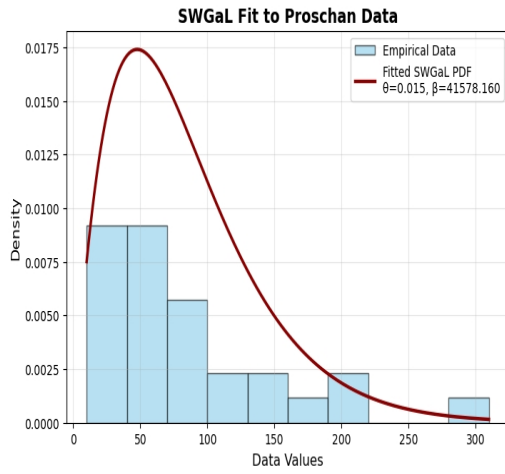 SWGaL Fit to Proschan Data
Empirical Data
Fitted SWGaL PDF
θ=0.015, β=41578.160
Density
0.0175
0.0150
0.0125
0.0100
0.0075
0.0050
0.0025
0.0000
0 50 100 150 200 250 300
Data Values